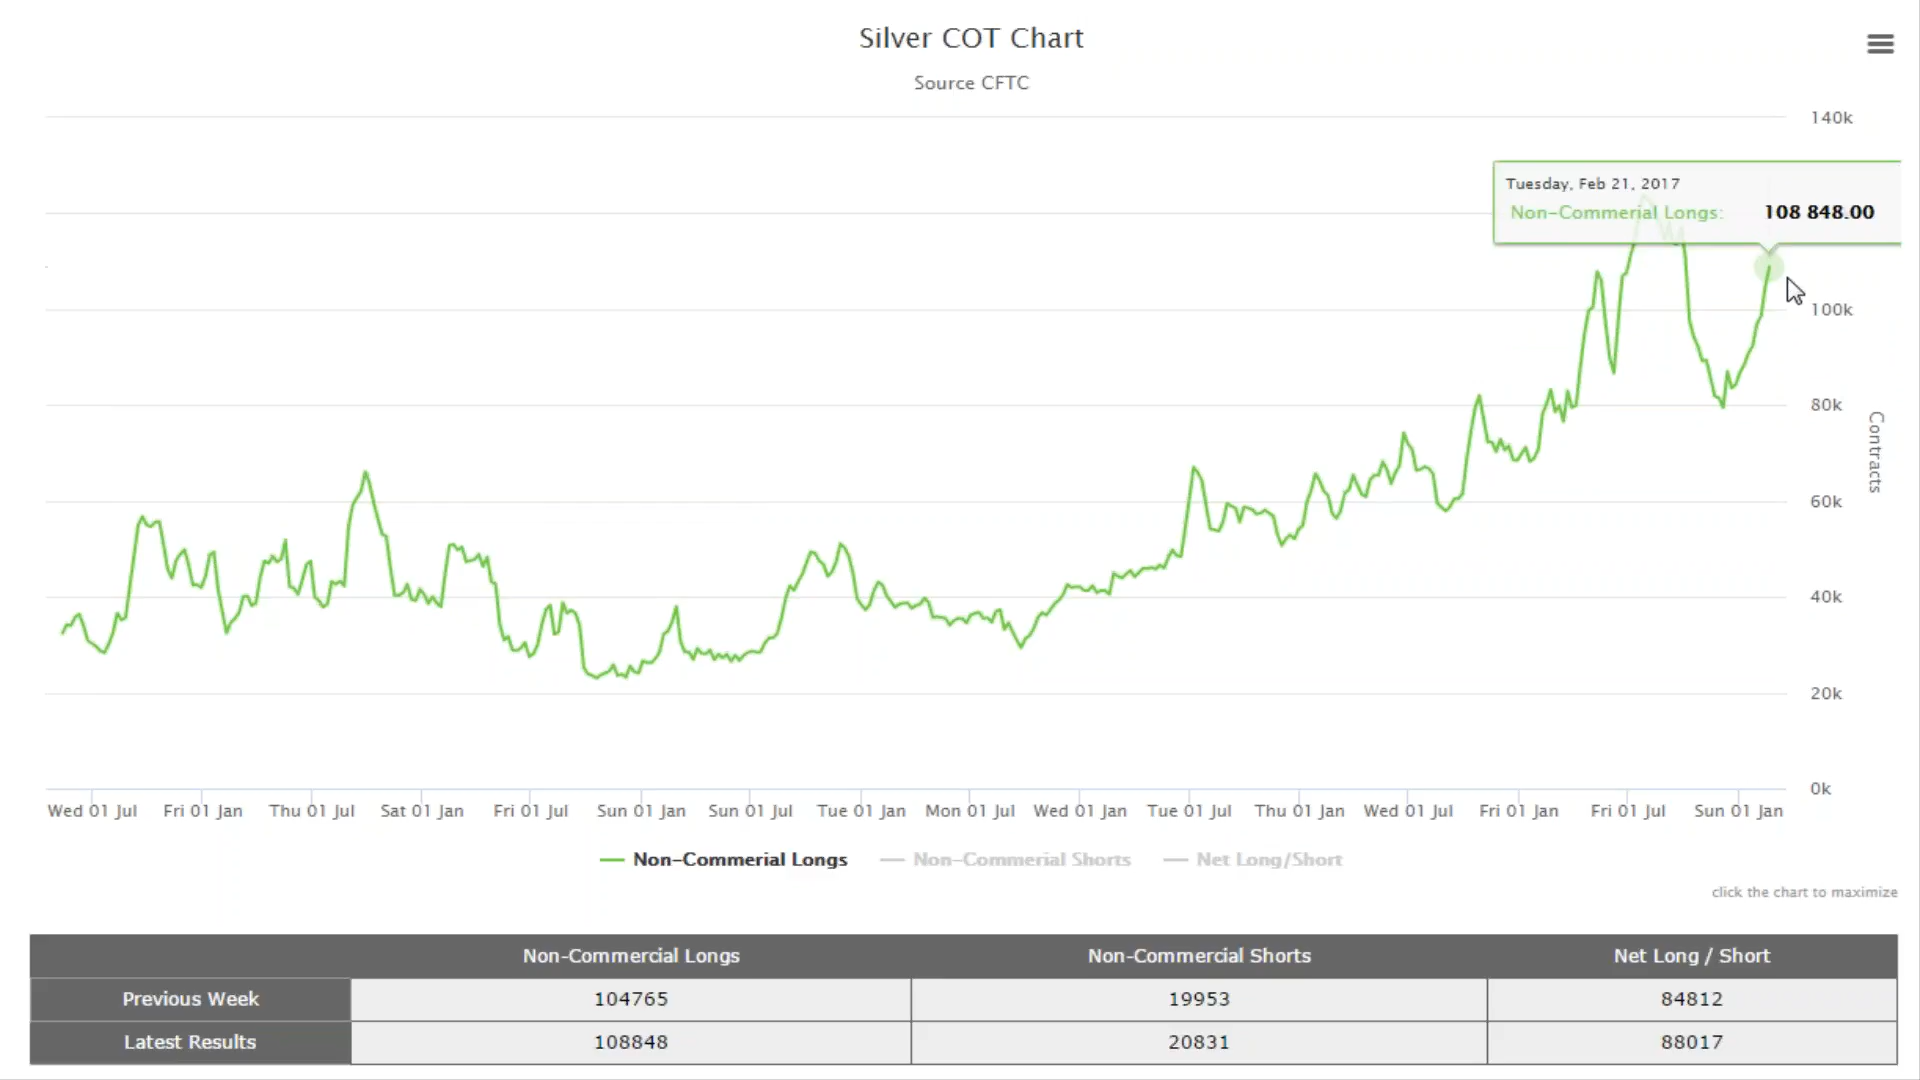 Silver COT Chart
Source CFTC
140k
Tuesday, Feb 21, 2017
Non-Commerial Longs: 108 848.00
100k
80k
60k
40k
20k
0k
Contracts
Wed 01 Jul Fri 01 Jan Thu 01 Jul Sat 01 Jan Fri 01 Jul Sun 01 Jan Sun 01 Jul Tue 01 Jan Mon 01 Jul Wed 01 Jan Tue 01 Jul Thu 01 Jan Wed 01 Jul Fri 01 Jan Fri 01 Jul Sun 01 Jan
Non-Commerial Longs Non-Commerial Shorts Net Long/Short
click the chart to maximize
Non-Commercial Longs Non-Commercial Shorts Net Long / Short
Previous Week 104765 19953 84812
Latest Results 108848 20831 88017